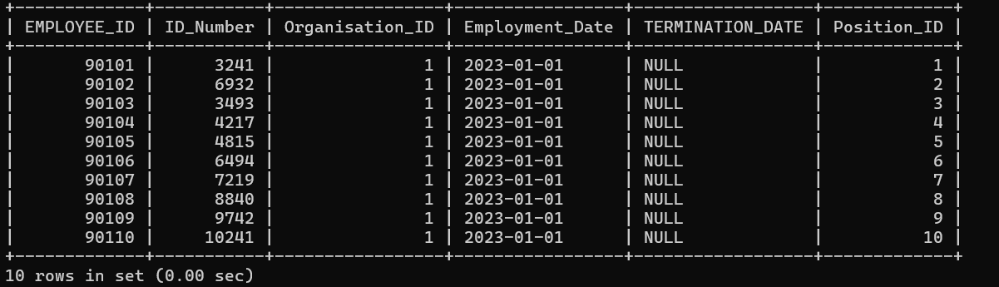 +-------------+-----------+-----------------+-----------------+------------------+-------------+
| EMPLOYEE_ID | ID_Number | Organisation_ID | Employment_Date | TERMINATION_DATE | Position_ID |
+-------------+-----------+-----------------+-----------------+------------------+-------------+
|       90101 |      3241 |               1 | 2023-01-01      | NULL             |           1 |
|       90102 |      6932 |               1 | 2023-01-01      | NULL             |           2 |
|       90103 |      3493 |               1 | 2023-01-01      | NULL             |           3 |
|       90104 |      4217 |               1 | 2023-01-01      | NULL             |           4 |
|       90105 |      4815 |               1 | 2023-01-01      | NULL             |           5 |
|       90106 |      6494 |               1 | 2023-01-01      | NULL             |           6 |
|       90107 |      7219 |               1 | 2023-01-01      | NULL             |           7 |
|       90108 |      8840 |               1 | 2023-01-01      | NULL             |           8 |
|       90109 |      9742 |               1 | 2023-01-01      | NULL             |           9 |
|       90110 |     10241 |               1 | 2023-01-01      | NULL             |          10 |
+-------------+-----------+-----------------+-----------------+------------------+-------------+
10 rows in set (0.00 sec)